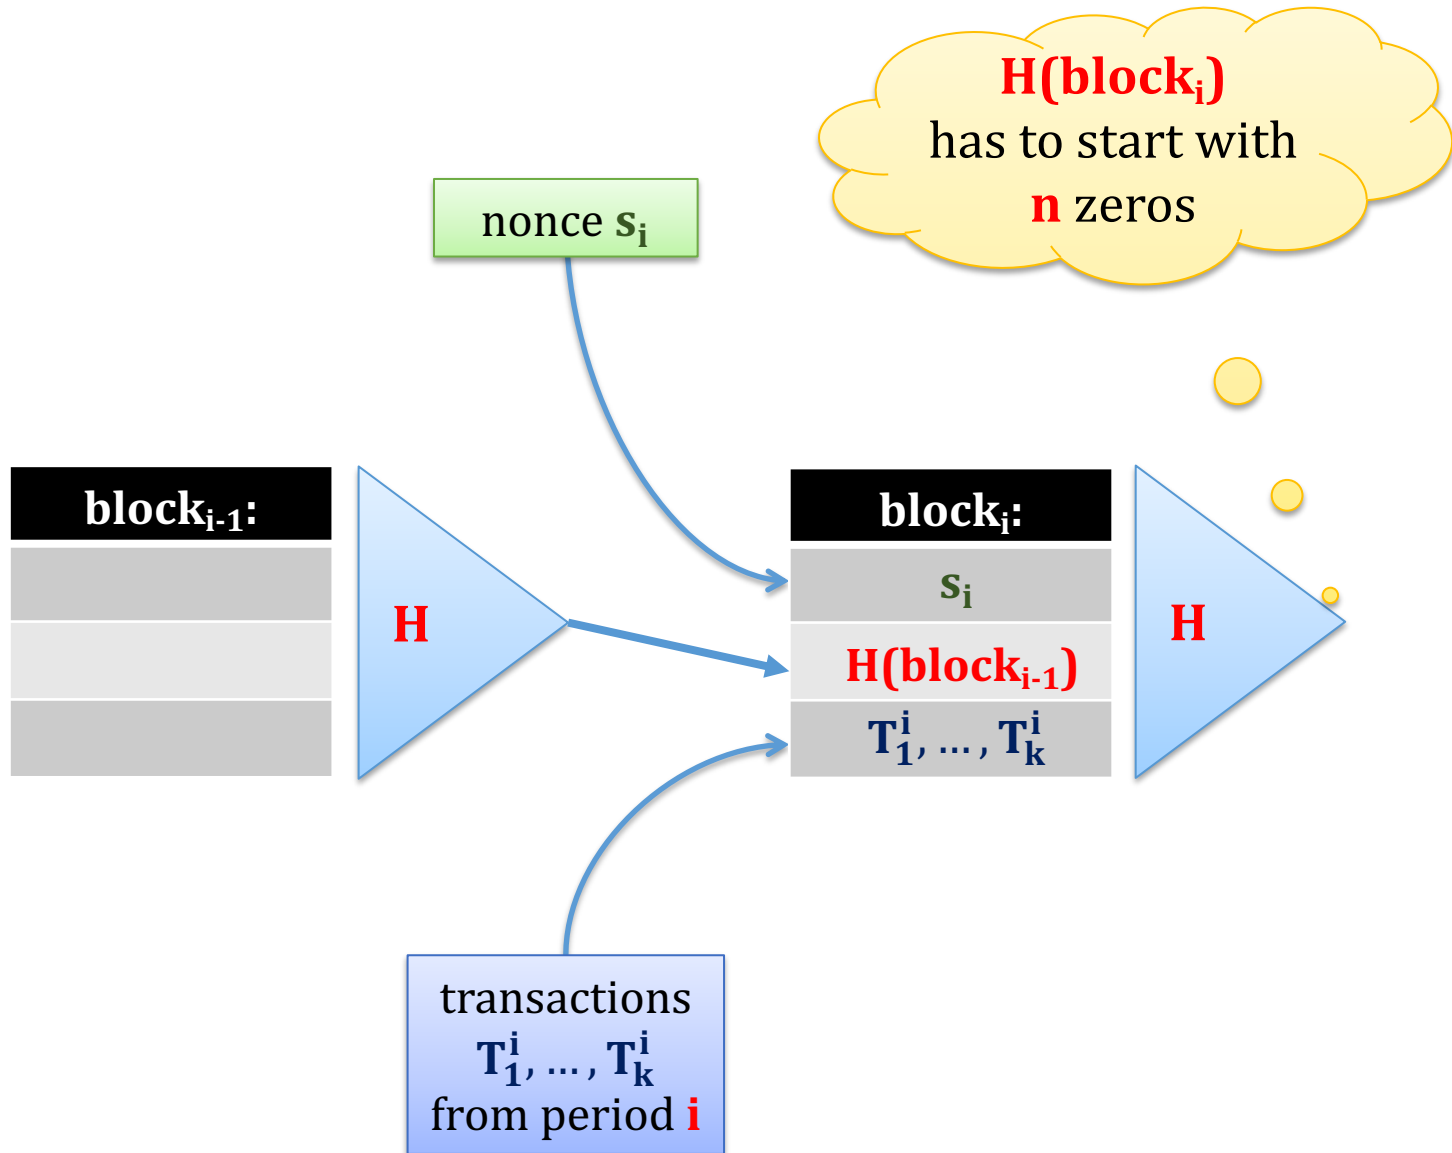 H(blockᵢ)
has to start with
n zeros
nonce sᵢ
blockᵢ₋₁:
H
blockᵢ:
sᵢ
H(blockᵢ₋₁)
T₁ⁱ, ... , Tₖⁱ
H
transactions
T₁ⁱ, ... , Tₖⁱ
from period i